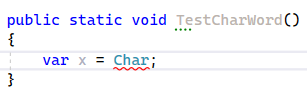 public static void TestCharWord()
{
    var x = Char;
}